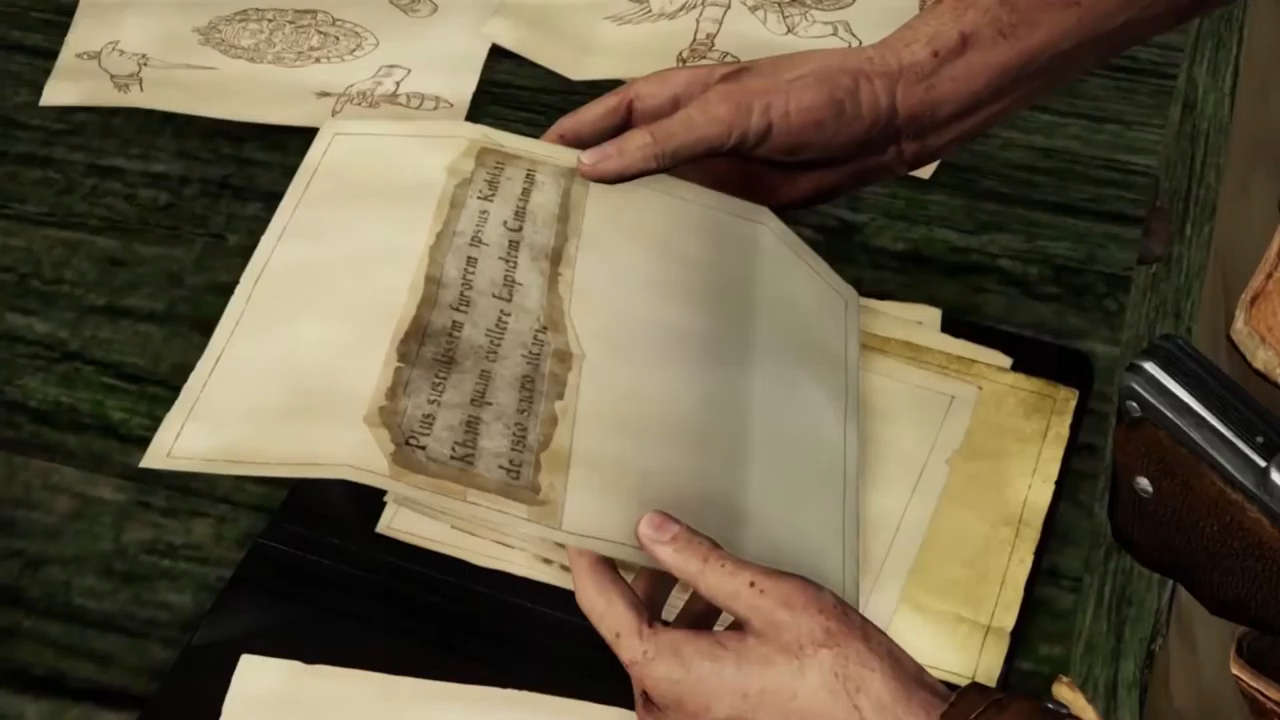 Plus sustulissem furorem ipsius Kublai
Khani quam evellere Lapidem Cintamani
de isto sacro altari